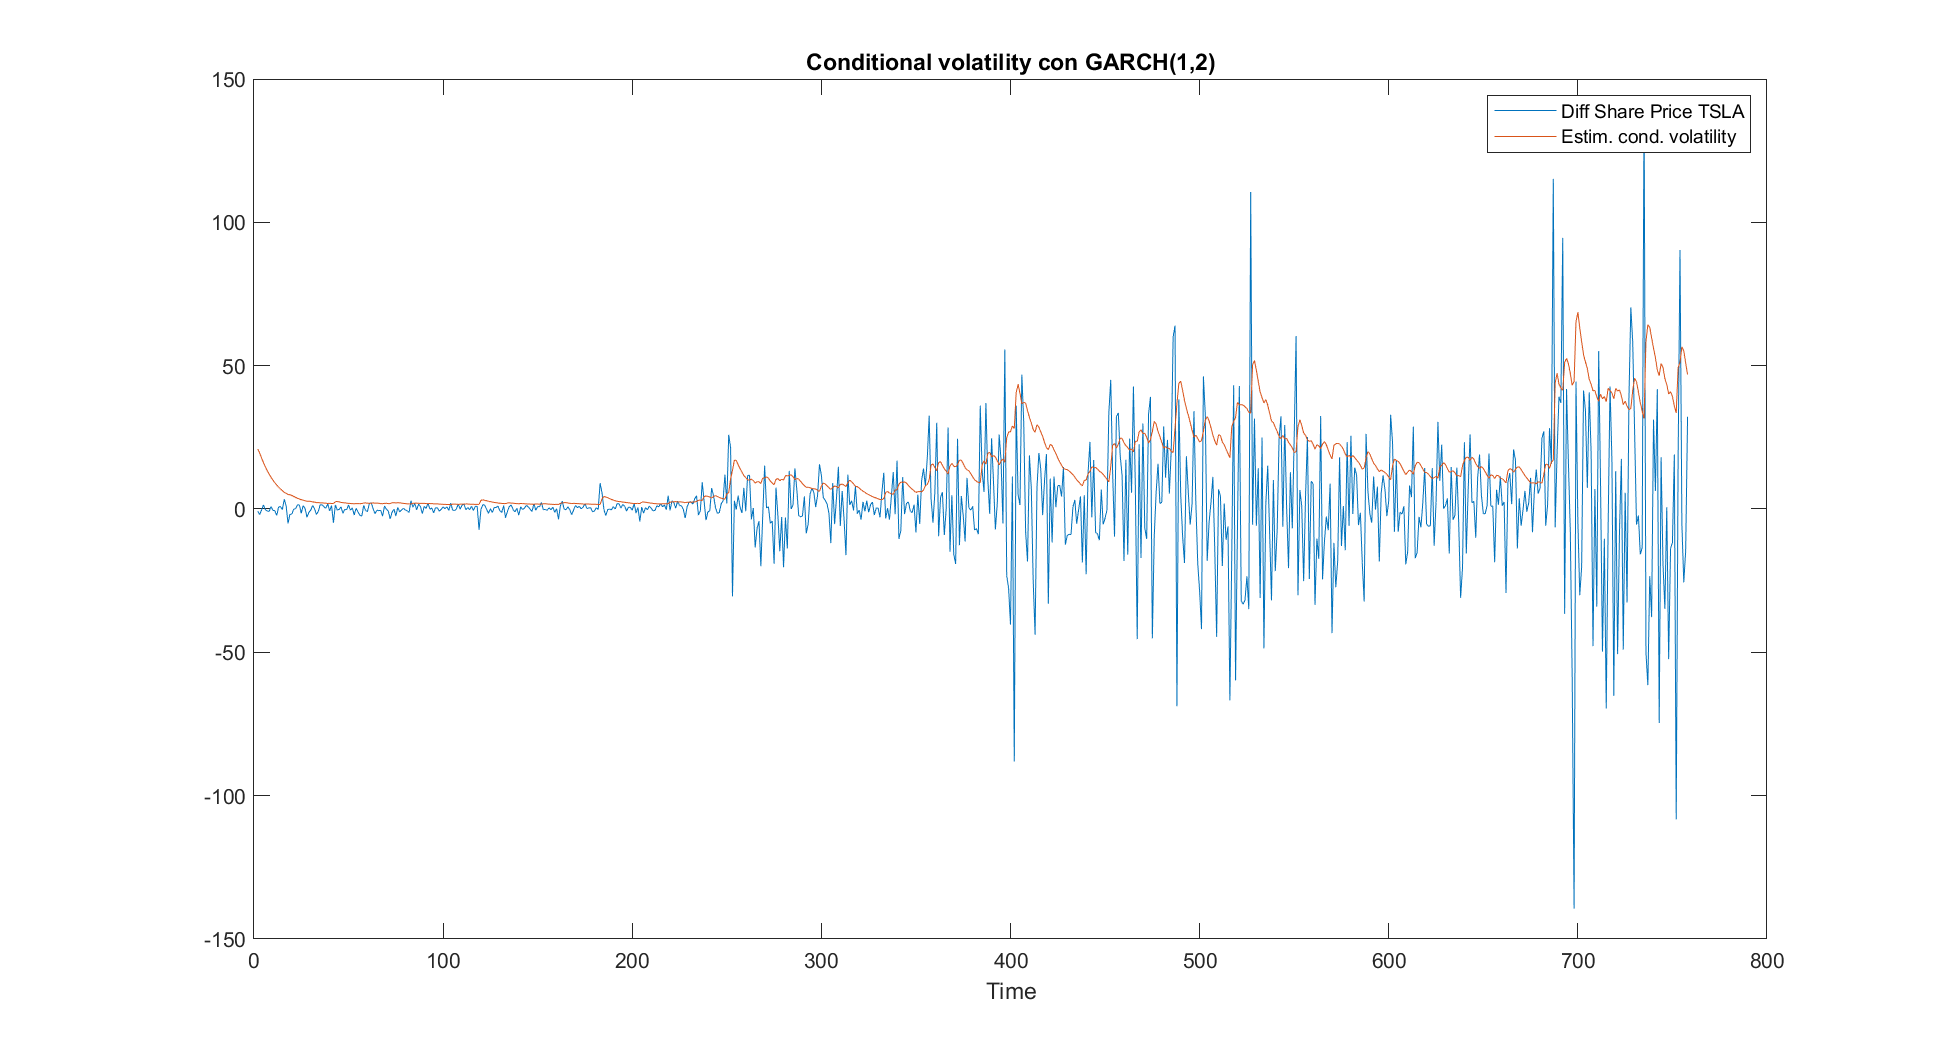 Conditional volatility con GARCH(1,2)
150
100
50
0
-50
-100
-150
Diff Share Price TSLA
Estim. cond. volatility
0 100 200 300 400 500 600 700 800
Time